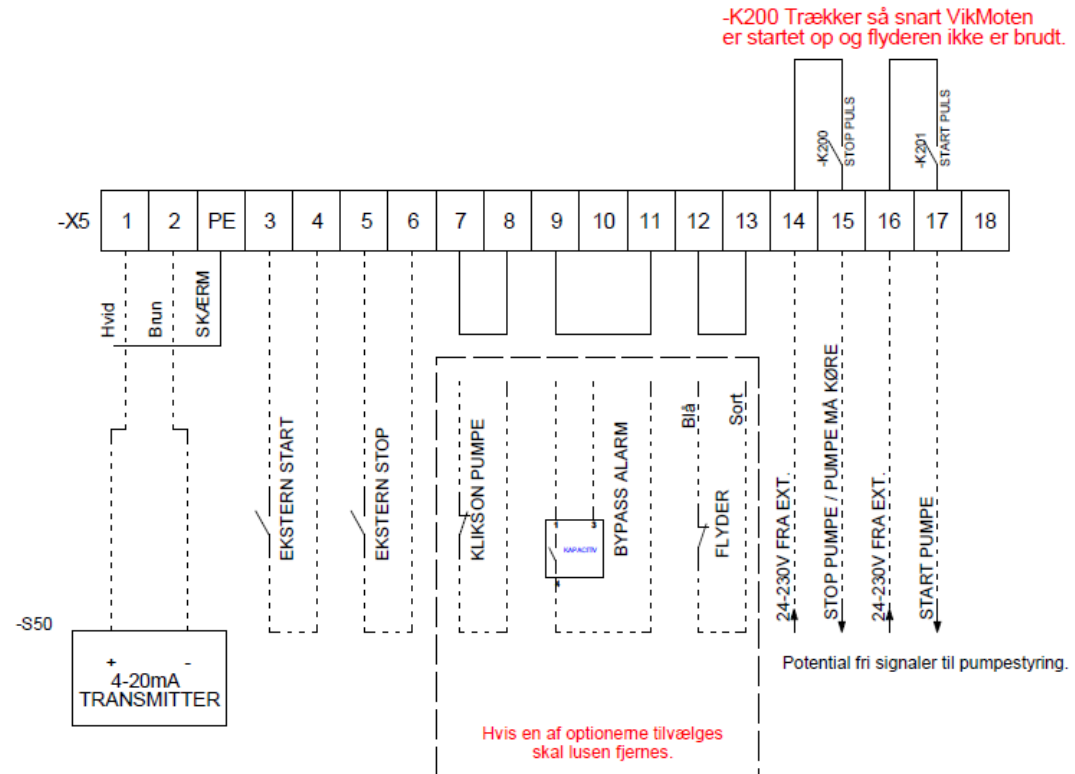 -K200 Trækker så snart VikMoten
er startet op og flyderen ikke er brudt.
-K200
STOP PULS
-K201
START PULS
-X5
1
2
PE
3
4
5
6
7
8
9
10
11
12
13
14
15
16
17
18
Hvid
Brun
SKÆRM
EKSTERN START
EKSTERN STOP
KLIKSON PUMPE
1
3
KAPACITIV
4
BYPASS ALARM
Blå
Sort
FLYDER
24-230V FRA EXT.
STOP PUMPE / PUMPE MÅ KØRE
24-230V FRA EXT.
START PUMPE
-S50
+
-
4-20mA
TRANSMITTER
Potential fri signaler til pumpestyring.
Hvis en af optionerne tilvælges
skal lusen fjernes.